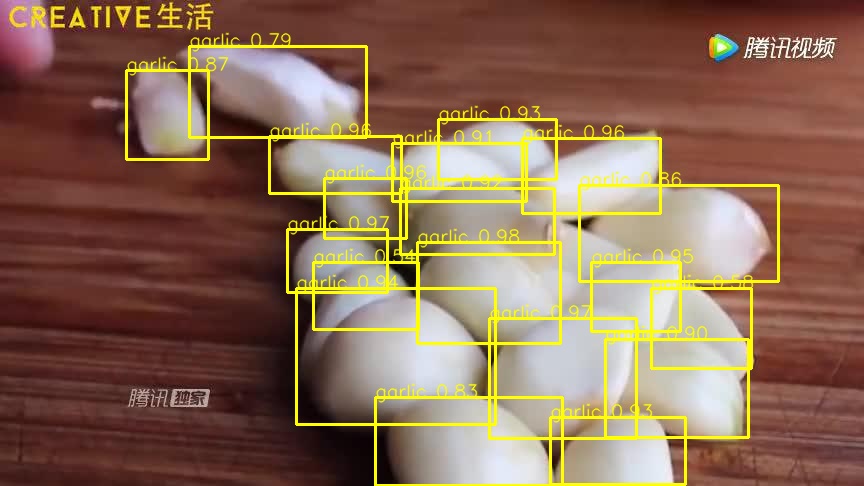 CREATIVE生活
腾讯视频
garlic 0.79
garlic 0.87
garlic 0.93
garlic 0.96
garlic 0.91
garlic 0.96
garlic 0.96
garlic 0.92
garlic 0.86
garlic 0.97
garlic 0.98
garlic 0.54
garlic 0.95
garlic 0.94
garlic 0.58
garlic 0.97
garlic 0.90
腾讯独家
garlic 0.83
garlic 0.93